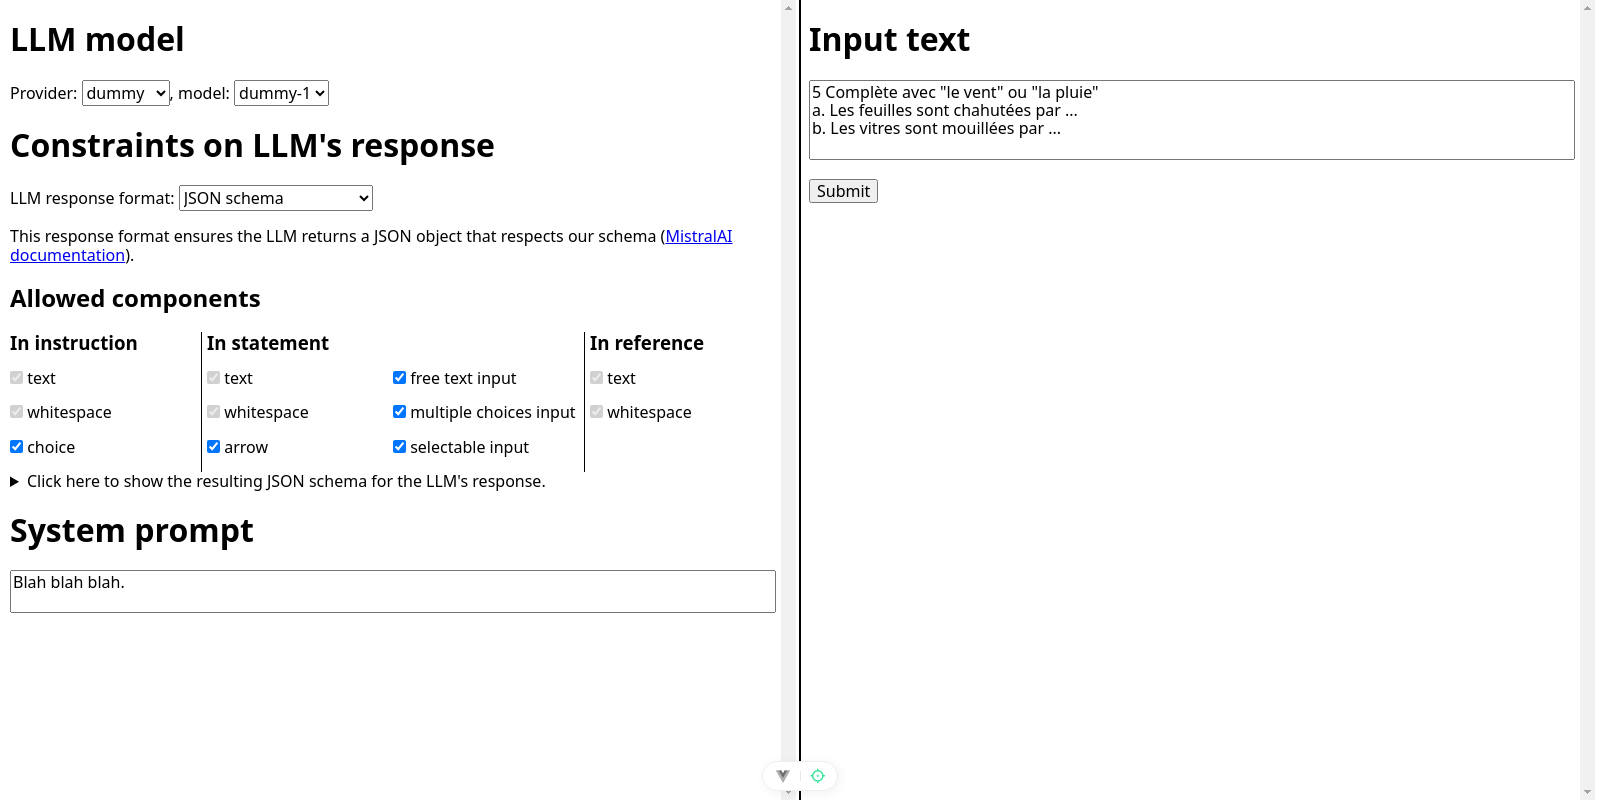 LLM model
Provider: dummy, model: dummy-1
Constraints on LLM's response
LLM response format: JSON schema
This response format ensures the LLM returns a JSON object that respects our schema (MistralAI
documentation).
Allowed components
In instruction
text
whitespace
choice
In statement
text
whitespace
arrow
free text input
multiple choices input
selectable input
In reference
text
whitespace
Click here to show the resulting JSON schema for the LLM's response.
System prompt
Blah blah blah.
Input text
5 Complète avec "le vent" ou "la pluie"
a. Les feuilles sont chahutées par ...
b. Les vitres sont mouillées par ...
Submit